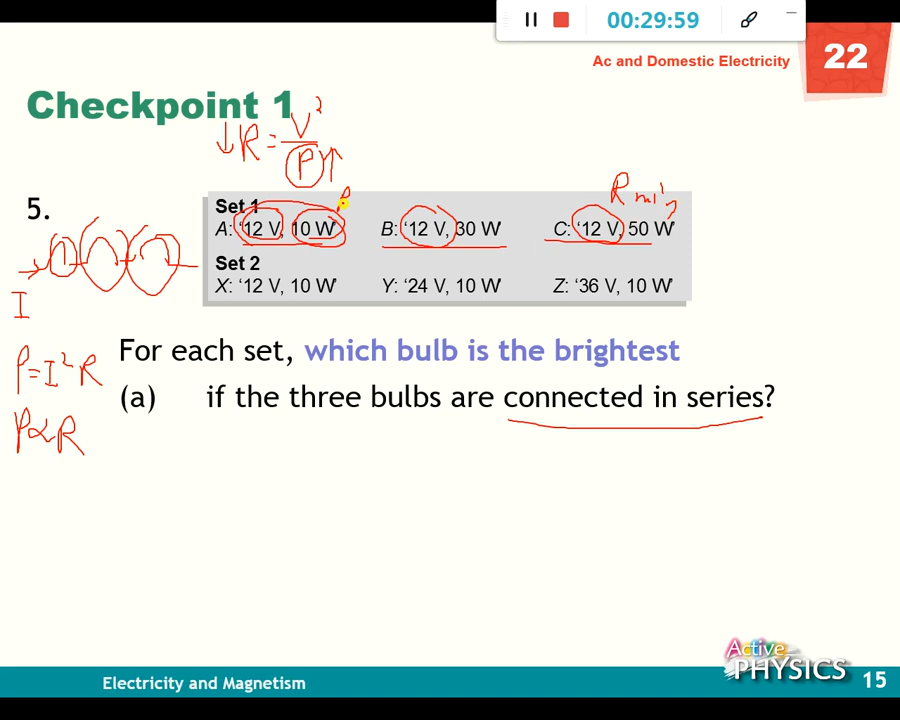 00:29:59
Ac and Domestic Electricity
22
Checkpoint 1
↓R = V²/P↑
5.
Set 1
R min
A: ‘12 V, 10 W’ B: ‘12 V, 30 W’ C: ‘12 V, 50 W’
Set 2
X: ‘12 V, 10 W’ Y: ‘24 V, 10 W’ Z: ‘36 V, 10 W’
I
For each set, which bulb is the brightest
P=I²R
(a) if the three bulbs are connected in series?
P∝R
Active
PHYSICS
Electricity and Magnetism
15